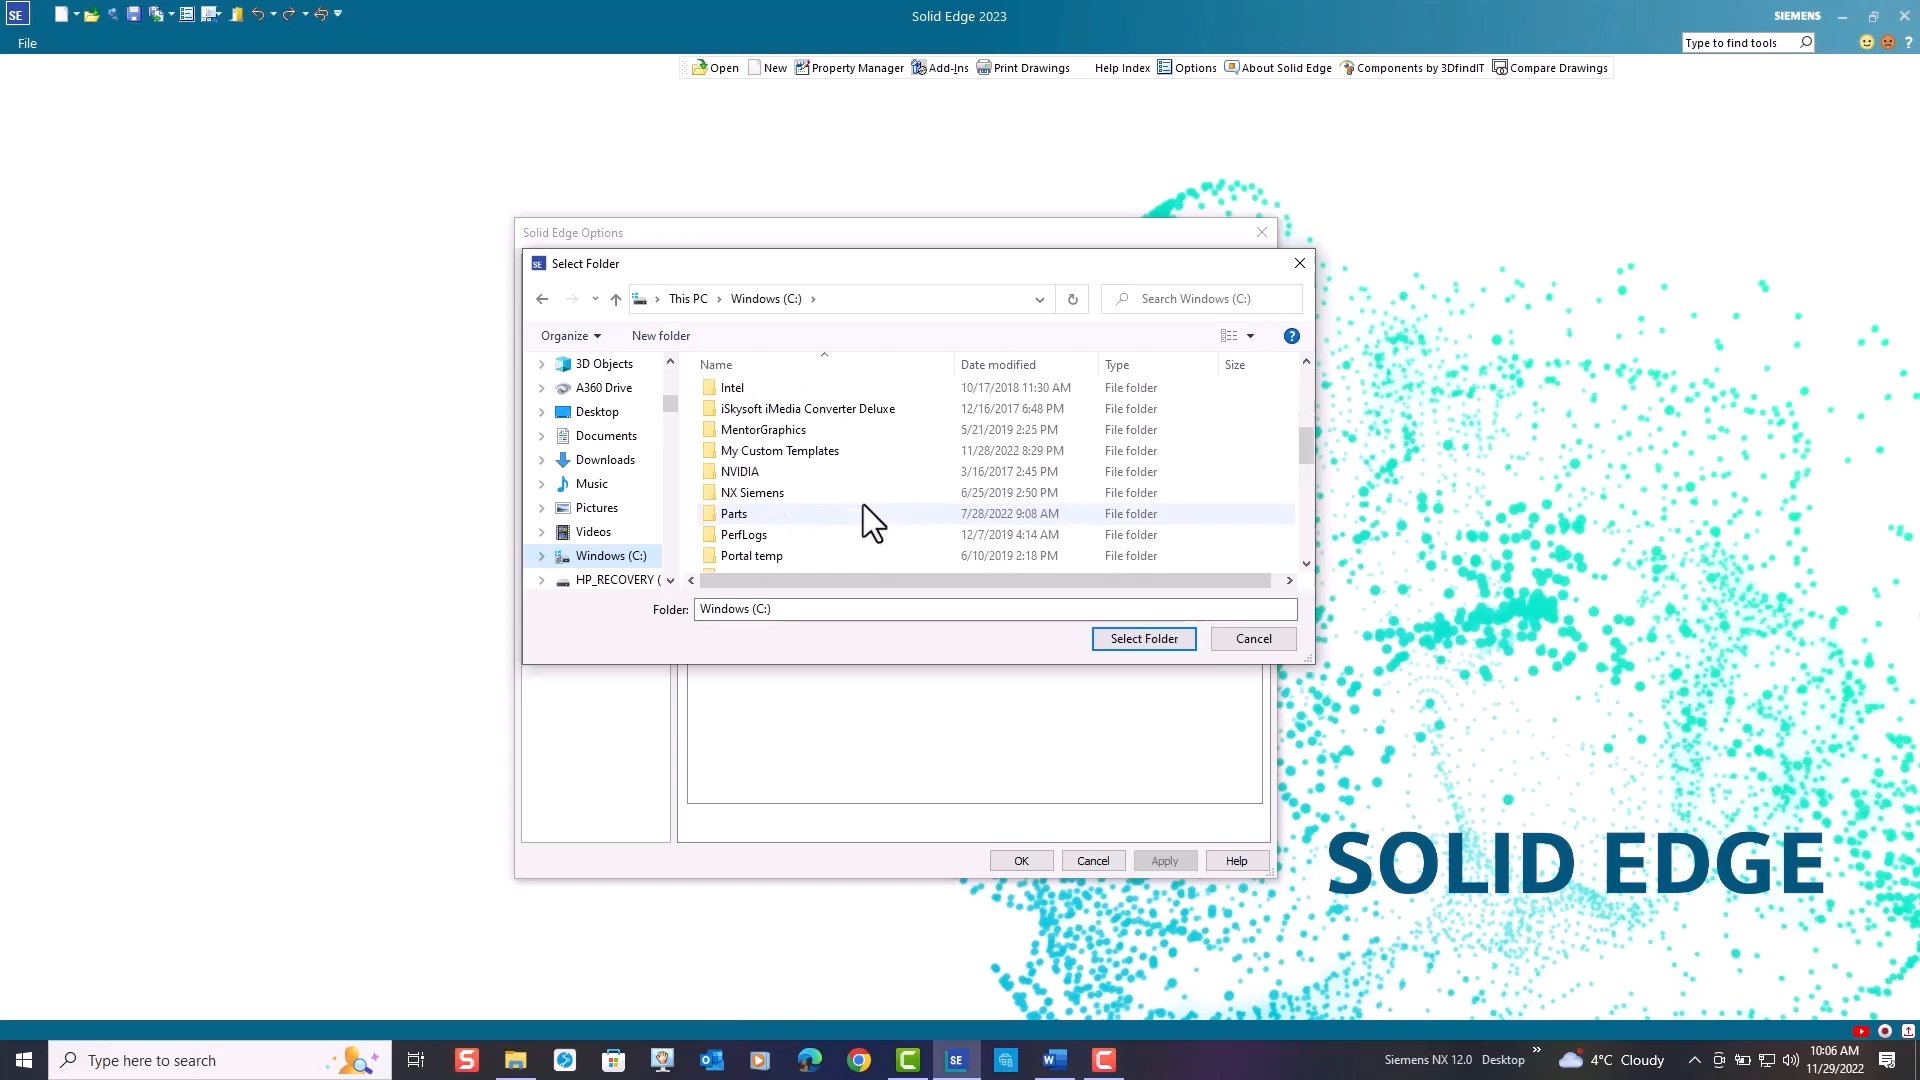 SE
Solid Edge 2023
SIEMENS
File
Type to find tools
?
Open New Property Manager Add-Ins Print Drawings Help Index Options About Solid Edge Components by 3DfindIT Compare Drawings
Solid Edge Options
SE Select Folder
This PC Windows (C:)
Search Windows (C:)
Organize New folder
?
Name Date modified Type Size
3D Objects
A360 Drive
Desktop
Documents
Downloads
Music
Pictures
Videos
Windows (C:)
HP_RECOVERY (
Intel 10/17/2018 11:30 AM File folder
iSkysoft iMedia Converter Deluxe 12/16/2017 6:48 PM File folder
MentorGraphics 5/21/2019 2:25 PM File folder
My Custom Templates 11/28/2022 8:29 PM File folder
NVIDIA 3/16/2017 2:45 PM File folder
NX Siemens 6/25/2019 2:50 PM File folder
Parts 7/28/2022 9:08 AM File folder
PerfLogs 12/7/2019 4:14 AM File folder
Portal temp 6/10/2019 2:18 PM File folder
Folder: Windows (C:)
Select Folder Cancel
OK Cancel Apply Help
SOLID EDGE
Type here to search
S
SE
W
Siemens NX 12.0 Desktop
4°C Cloudy
10:06 AM
11/29/2022